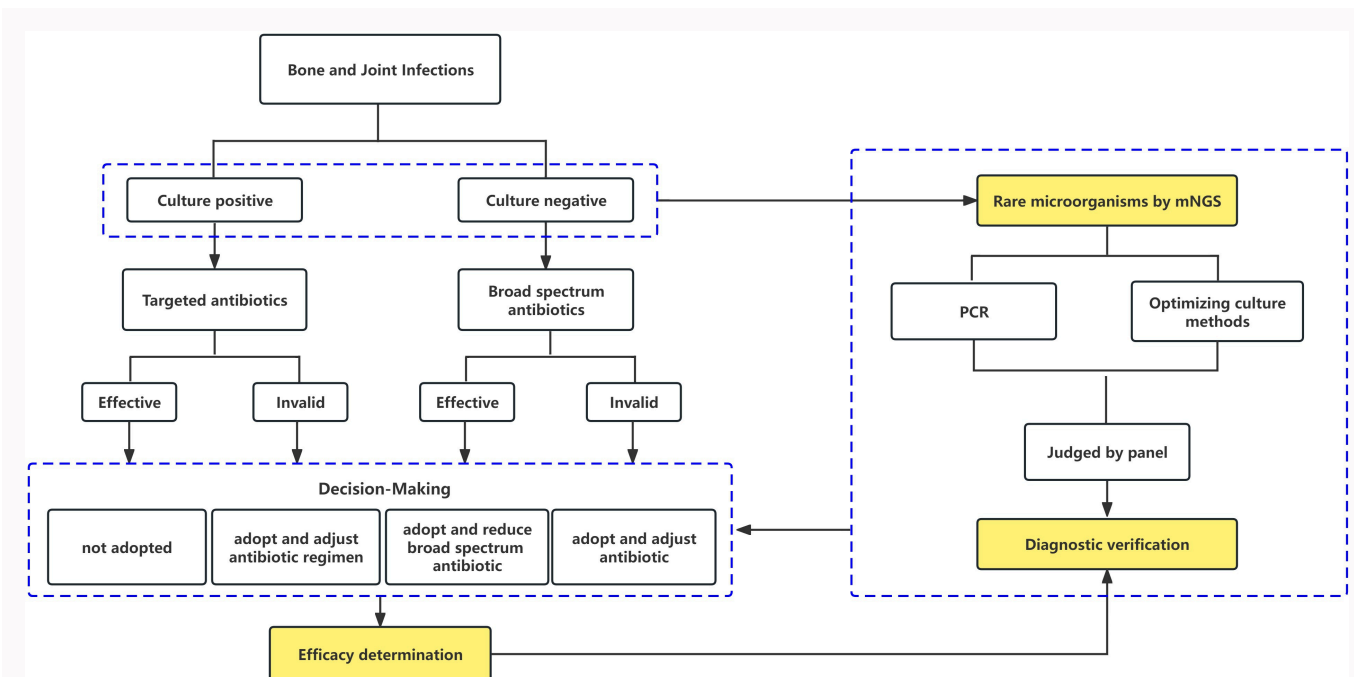 Bone and Joint Infections
Culture positive
Culture negative
Rare microorganisms by mNGS
Targeted antibiotics
Broad spectrum
antibiotics
PCR
Optimizing culture
methods
Effective
Invalid
Effective
Invalid
Judged by panel
Decision-Making
not adopted
adopt and adjust
antibiotic regimen
adopt and reduce
broad spectrum
antibiotic
adopt and adjust
antibiotic
Diagnostic verification
Efficacy determination